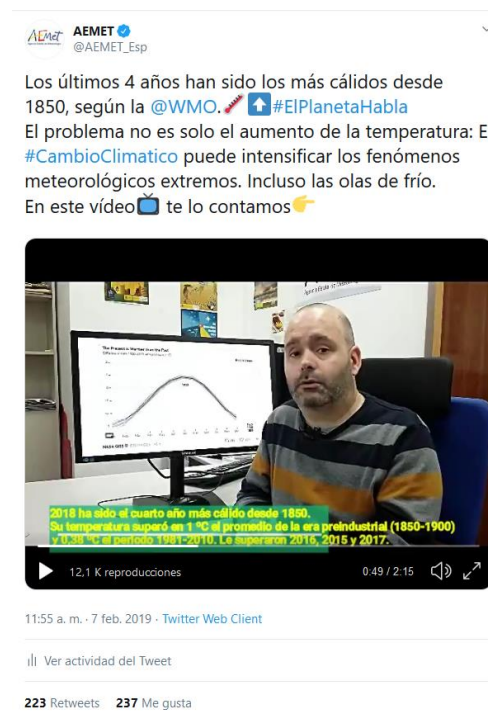 AEMet
AEMET
@AEMET_Esp
Los últimos 4 años han sido los más cálidos desde
1850, según la @WMO. #ElPlanetaHabla
El problema no es solo el aumento de la temperatura: E
#CambioClimatico puede intensificar los fenómenos
meteorológicos extremos. Incluso las olas de frío.
En este vídeo te lo contamos
2018 ha sido el cuarto año más cálido desde 1850.
Su temperatura superó en 1 ºC el promedio de la era preindustrial (1850-1900)
y 0.38 ºC el periodo 1981-2010. Le superaron 2016, 2015 y 2017.
12,1 K reproducciones
0:49 / 2:15
11:55 a. m. · 7 feb. 2019 · Twitter Web Client
Ver actividad del Tweet
223 Retweets 237 Me gusta